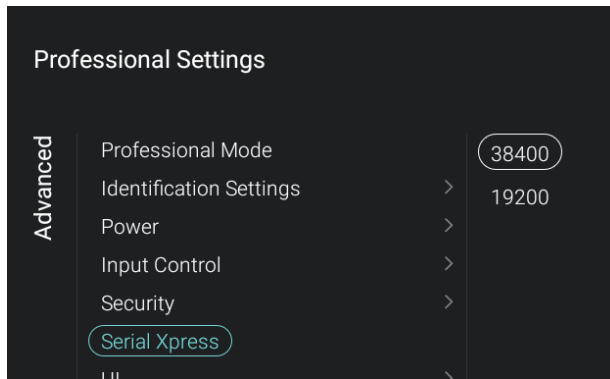 Professional Settings
Advanced
Professional Mode
Identification Settings
Power
Input Control
Security
Serial Xpress
38400
19200